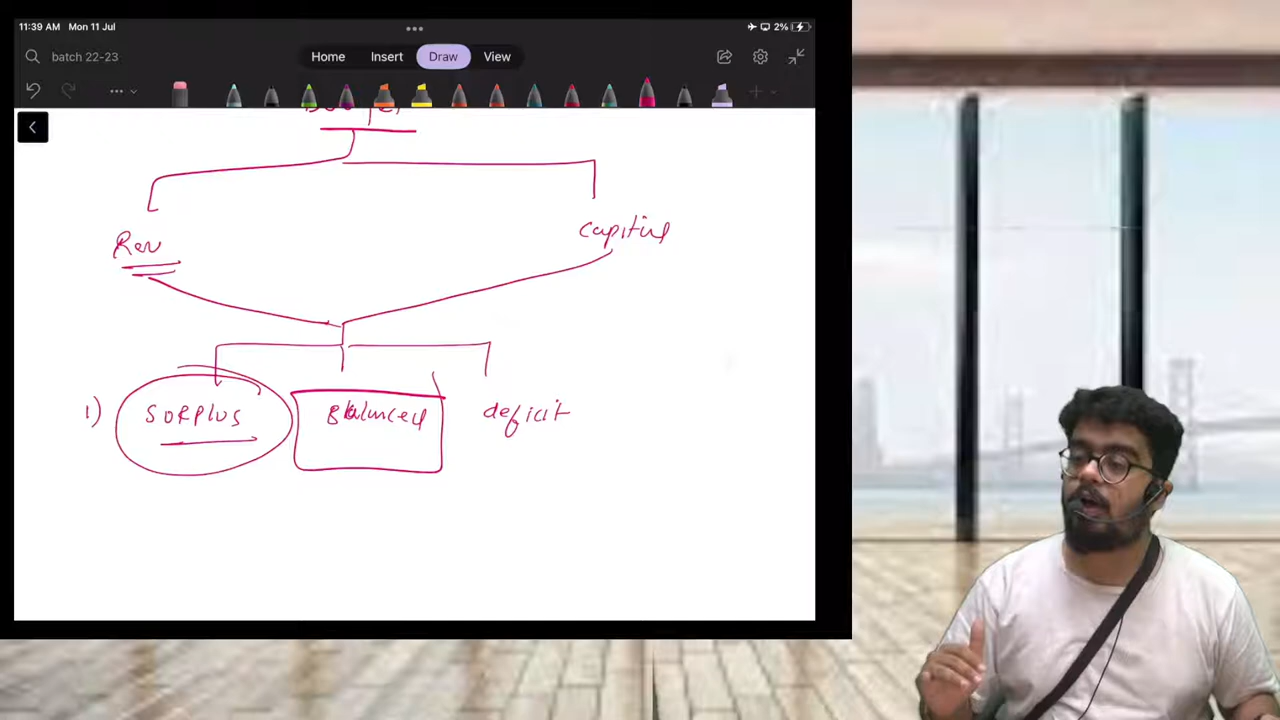 11:39 AM Mon 11 Jul
2%
batch 22-23
Home Insert Draw View
Rev
capital
1) SORPLUS Balanced deficit